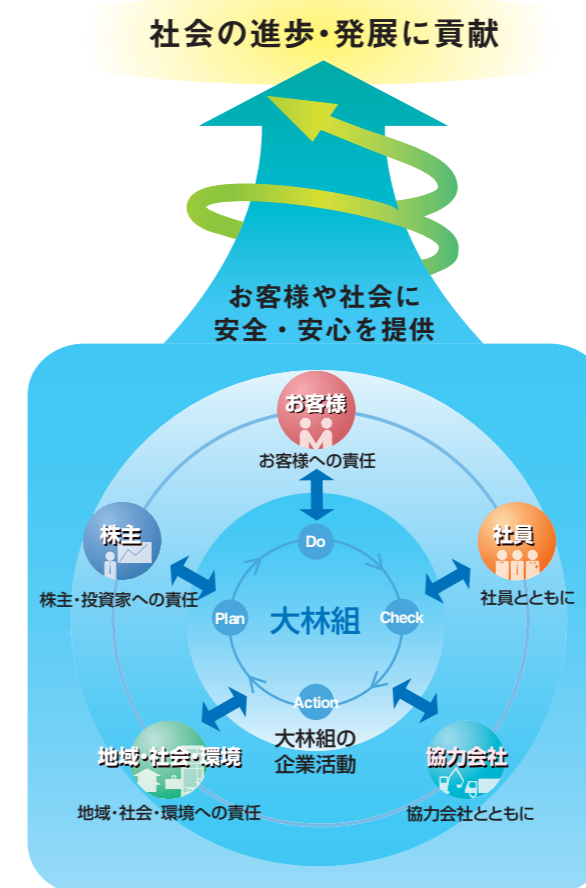 社会の進歩・発展に貢献
お客様や社会に
安全・安心を提供
お客様
お客様への責任
株主
株主・投資家への責任
社員
社員とともに
Do
Plan
大林組
Check
Action
大林組の
企業活動
地域・社会・環境
地域・社会・環境への責任
協力会社
協力会社とともに